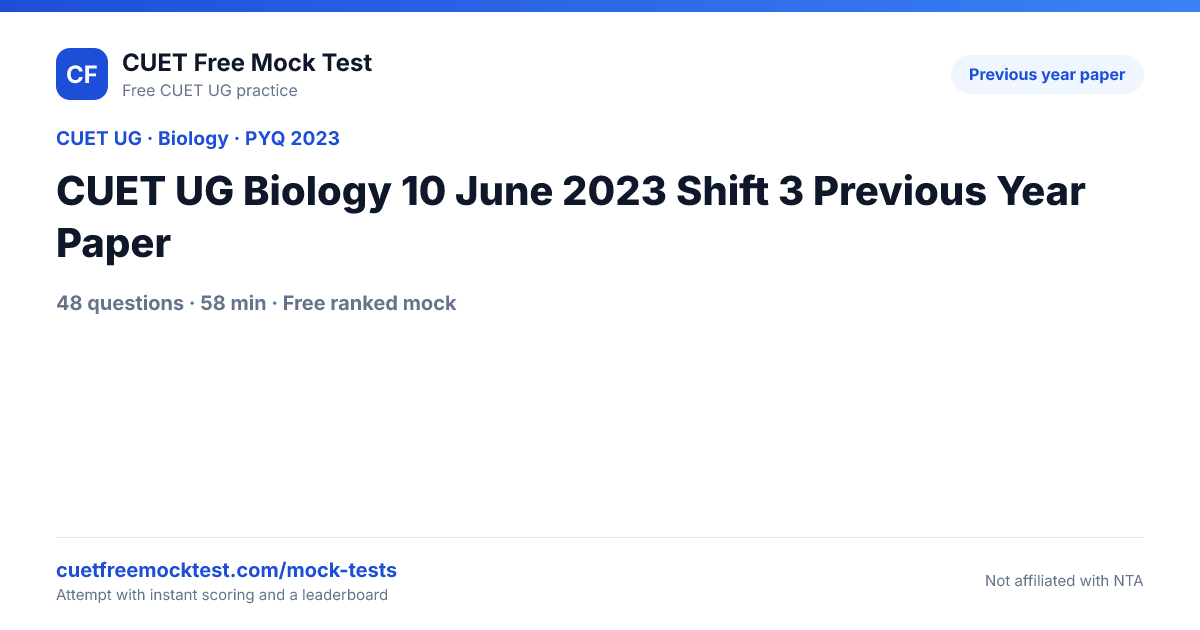 CF
CUET Free Mock Test
Free CUET UG practice
Previous year paper
CUET UG · Biology · PYQ 2023
CUET UG Biology 10 June 2023 Shift 3 Previous Year
Paper
48 questions · 58 min · Free ranked mock
cuetfreemocktest.com/mock-tests
Attempt with instant scoring and a leaderboard
Not affiliated with NTA